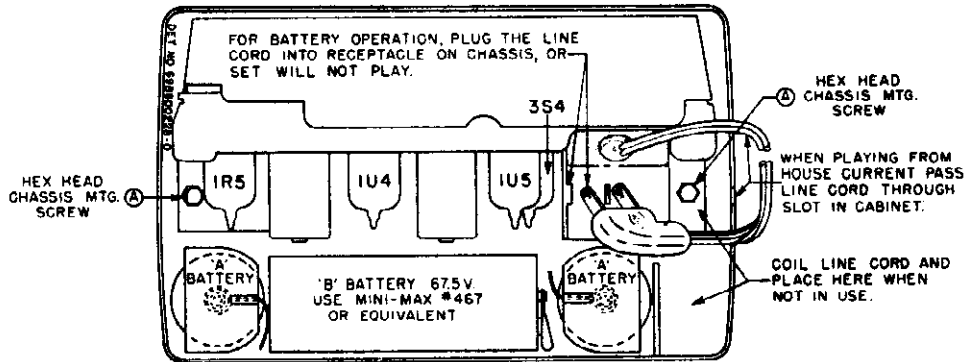 FOR BATTERY OPERATION, PLUG THE LINE
CORD INTO RECEPTACLE ON CHASSIS, OR
SET WILL NOT PLAY.
3S4
HEX HEAD
Ⓐ CHASSIS MTG.
SCREW
WHEN PLAYING FROM
HOUSE CURRENT PASS
LINE CORD THROUGH
SLOT IN CABINET.
HEX HEAD
CHASSIS MTG. Ⓐ
SCREW
1R5
1U4
1U5
COIL LINE CORD AND
PLACE HERE WHEN
NOT IN USE.
'A'
BATTERY
'B' BATTERY 67.5 V.
USE MINI-MAX #467
OR EQUIVALENT
'A'
BATTERY
DET. NO